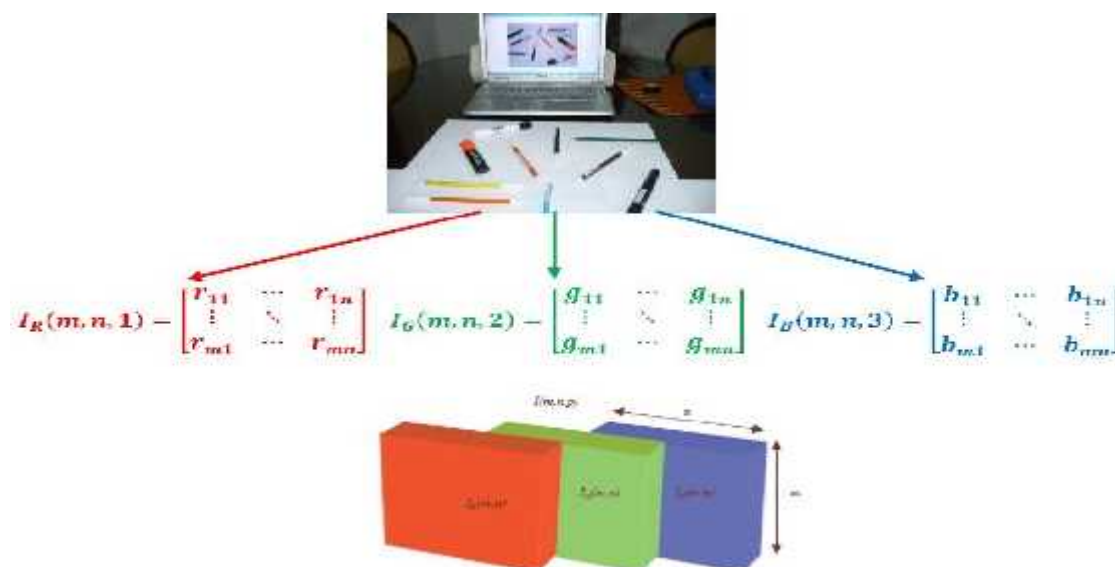 I_R(m, n, 1) = [r_11 ⋯ r_1n ⋮ ⋱ ⋮ r_m1 ⋯ r_mn] I_G(m, n, 2) = [g_11 ⋯ g_1n ⋮ ⋱ ⋮ g_m1 ⋯ g_mn] I_B(m, n, 3) = [b_11 ⋯ b_1n ⋮ ⋱ ⋮ b_m1 ⋯ b_mn]